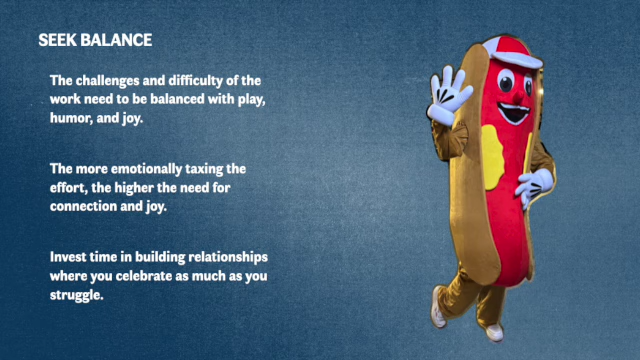 SEEK BALANCE
The challenges and difficulty of the
work need to be balanced with play,
humor, and joy.
The more emotionally taxing the
effort, the higher the need for
connection and joy.
Invest time in building relationships
where you celebrate as much as you
struggle.